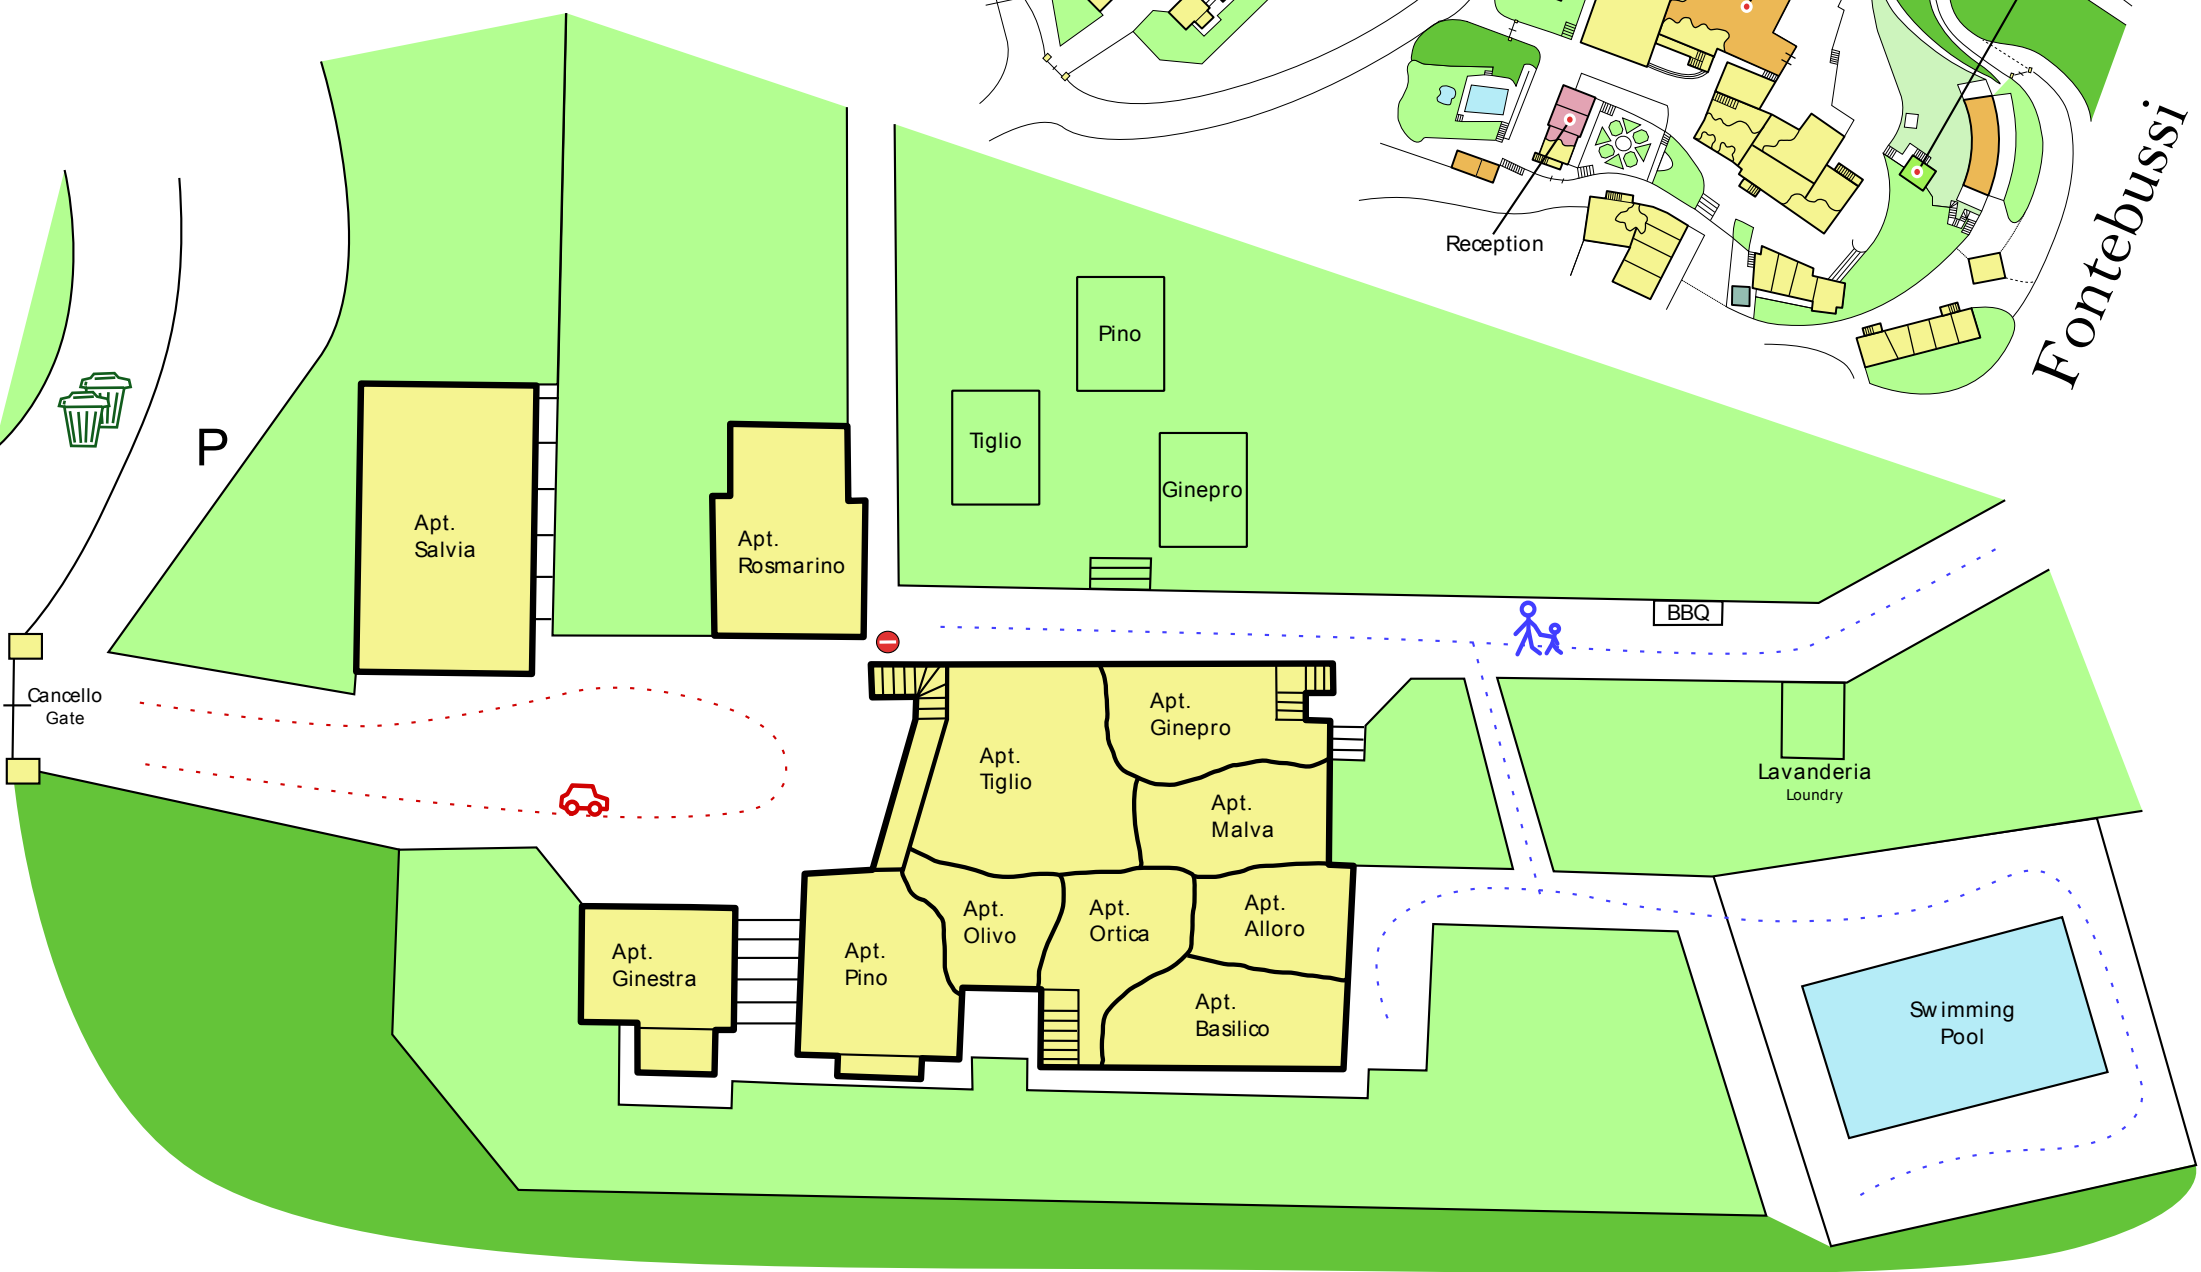 Fontebussi
Reception
Pino
Tiglio
Ginepro
P
Apt.
Salvia
Apt.
Rosmarino
BBQ
Cancello
Gate
Apt.
Ginepro
Apt.
Tiglio
Apt.
Malva
Lavanderia
Loundry
Apt.
Olivo
Apt.
Ortica
Apt.
Alloro
Apt.
Ginestra
Apt.
Pino
Apt.
Basilico
Swimming
Pool